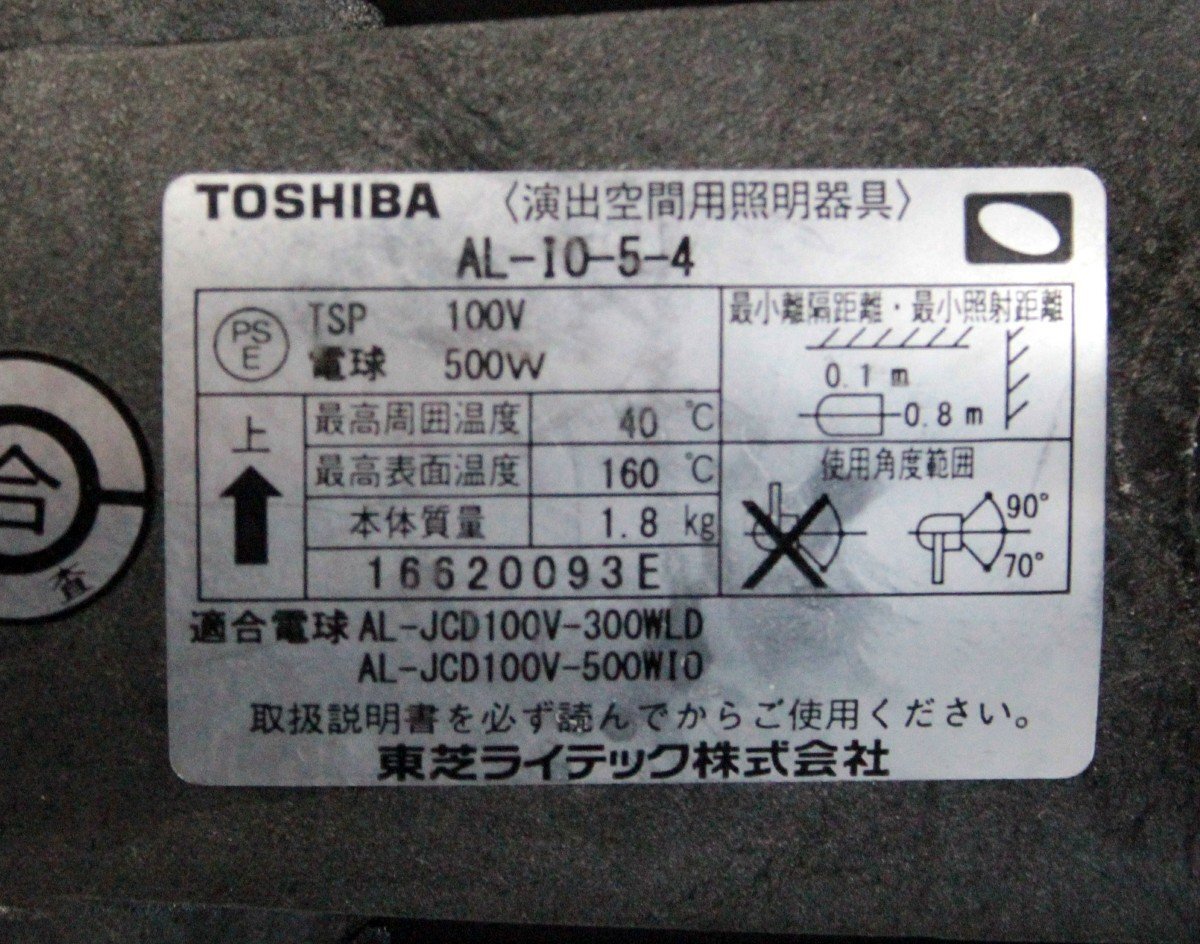 TOSHIBA 〈演出空間用照明器具〉
AL-IO-5-4
PS
E
TSP 100V
電球 500W
最小離隔距離・最小照射距離
0.1 m
0.8 m
上
最高周囲温度 40 ℃
最高表面温度 160 ℃
本体質量 1.8 kg
16620093E
使用角度範囲
90°
70°
適合電球 AL-JCD100V-300WLD
AL-JCD100V-500WIO
取扱説明書を必ず読んでからご使用ください。
東芝ライテック株式会社
合
査